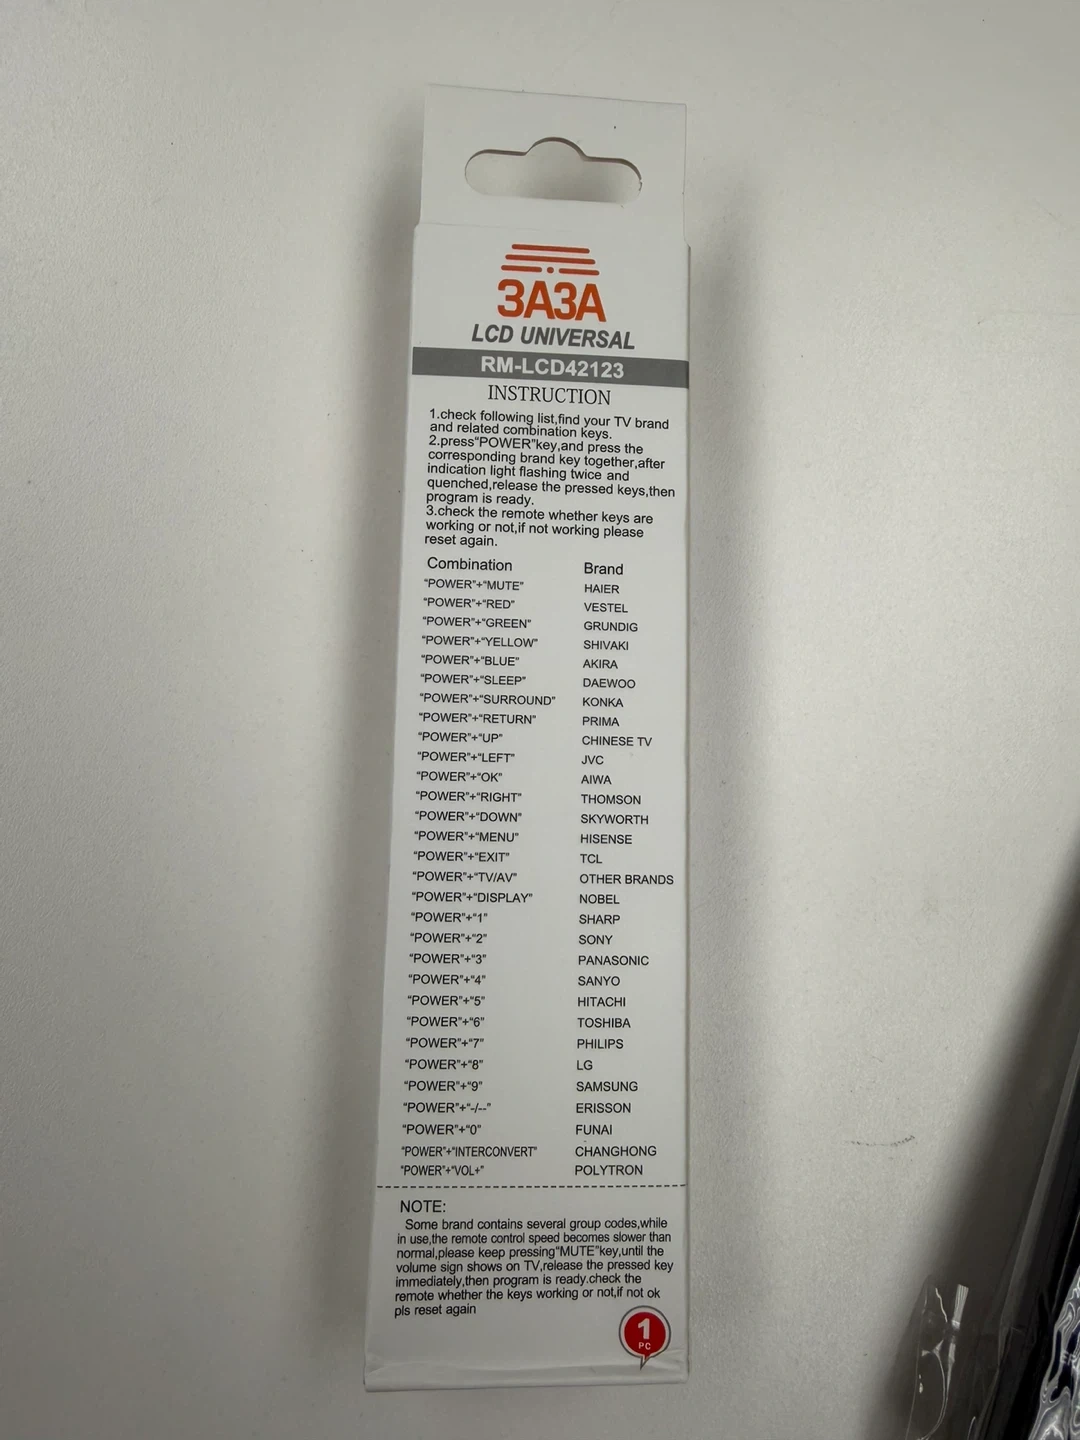 3A3A
LCD UNIVERSAL
RM-LCD42123
INSTRUCTION
1.check following list,find your TV brand
and related combination keys.
2.press“POWER”key,and press the
corresponding brand key together,after
indication light flashing twice and
quenched,release the pressed keys,then
program is ready.
3.check the remote whether keys are
working or not,if not working please
reset again.
Combination Brand
“POWER”+“MUTE” HAIER
“POWER”+“RED” VESTEL
“POWER”+“GREEN” GRUNDIG
“POWER”+“YELLOW” SHIVAKI
“POWER”+“BLUE” AKIRA
“POWER”+“SLEEP” DAEWOO
“POWER”+“SURROUND” KONKA
“POWER”+“RETURN” PRIMA
“POWER”+“UP” CHINESE TV
“POWER”+“LEFT” JVC
“POWER”+“OK” AIWA
“POWER”+“RIGHT” THOMSON
“POWER”+“DOWN” SKYWORTH
“POWER”+“MENU” HISENSE
“POWER”+“EXIT” TCL
“POWER”+“TV/AV” OTHER BRANDS
“POWER”+“DISPLAY” NOBEL
“POWER”+“1” SHARP
“POWER”+“2” SONY
“POWER”+“3” PANASONIC
“POWER”+“4” SANYO
“POWER”+“5” HITACHI
“POWER”+“6” TOSHIBA
“POWER”+“7” PHILIPS
“POWER”+“8” LG
“POWER”+“9” SAMSUNG
“POWER”+“-/--” ERISSON
“POWER”+“0” FUNAI
“POWER”+“INTERCONVERT” CHANGHONG
“POWER”+“VOL+” POLYTRON
NOTE:
Some brand contains several group codes,while
in use,the remote control speed becomes slower than
normal,please keep pressing“MUTE”key,until the
volume sign shows on TV,release the pressed key
immediately,then program is ready.check the
remote whether the keys working or not,if not ok
pls reset again
1
PC